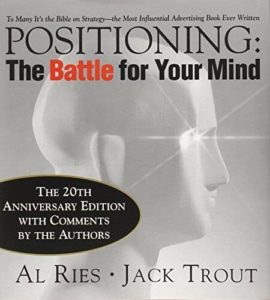 To Many It's the Bible on Strategy—the Most Influential Advertising Book Ever Written
POSITIONING:
The Battle for Your Mind
THE 20TH
ANNIVERSARY EDITION
WITH COMMENTS
BY THE AUTHORS
AL RIES • JACK TROUT